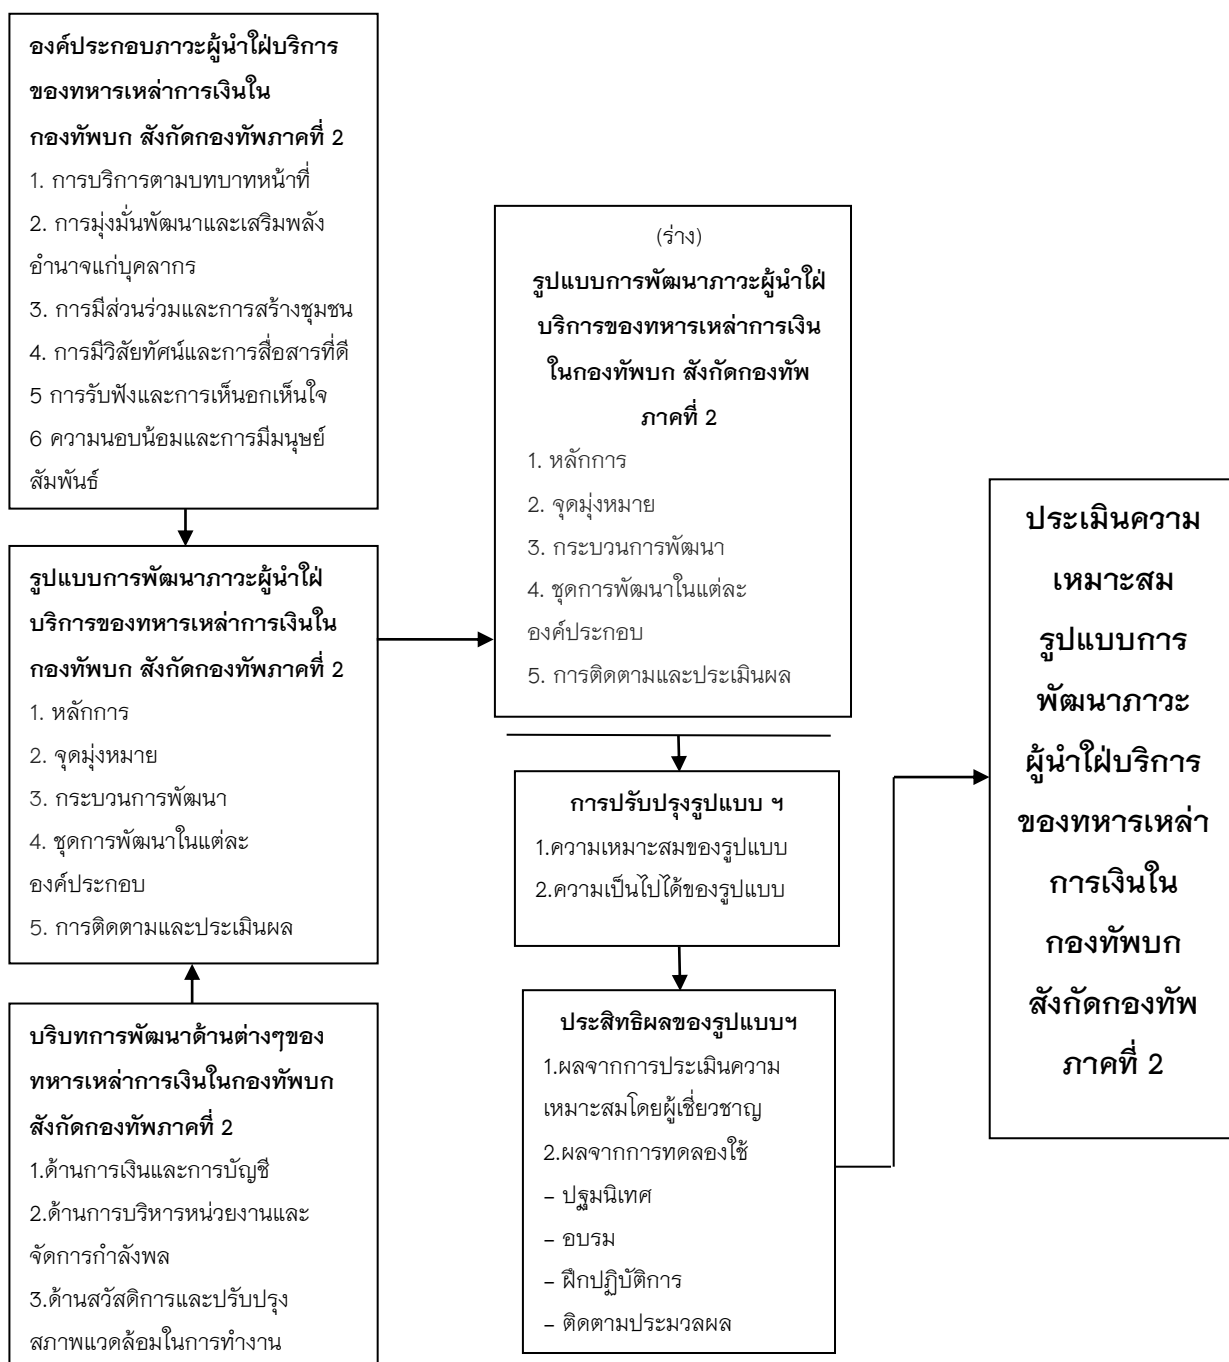 องค์ประกอบภาวะผู้นำใฝ่บริการ
ของทหารเหล่าการเงินใน
กองทัพบก สังกัดกองทัพภาคที่ 2
1. การบริการตามบทบาทหน้าที่
2. การมุ่งมั่นพัฒนาและเสริมพลัง
อำนาจแก่บุคลากร
3. การมีส่วนร่วมและการสร้างชุมชน
4. การมีวิสัยทัศน์และการสื่อสารที่ดี
5 การรับฟังและการเห็นอกเห็นใจ
6 ความนอบน้อมและการมีมนุษย์
สัมพันธ์
รูปแบบการพัฒนาภาวะผู้นำใฝ่
บริการของทหารเหล่าการเงินใน
กองทัพบก สังกัดกองทัพภาคที่ 2
1. หลักการ
2. จุดมุ่งหมาย
3. กระบวนการพัฒนา
4. ชุดการพัฒนาในแต่ละ
องค์ประกอบ
5. การติดตามและประเมินผล
บริบทการพัฒนาด้านต่างๆของ
ทหารเหล่าการเงินในกองทัพบก
สังกัดกองทัพภาคที่ 2
1.ด้านการเงินและการบัญชี
2.ด้านการบริหารหน่วยงานและ
จัดการกำลังพล
3.ด้านสวัสดิการและปรับปรุง
สภาพแวดล้อมในการทำงาน
(ร่าง)
รูปแบบการพัฒนาภาวะผู้นำใฝ่
บริการของทหารเหล่าการเงิน
ในกองทัพบก สังกัดกองทัพ
ภาคที่ 2
1. หลักการ
2. จุดมุ่งหมาย
3. กระบวนการพัฒนา
4. ชุดการพัฒนาในแต่ละ
องค์ประกอบ
5. การติดตามและประเมินผล
การปรับปรุงรูปแบบ ฯ
1.ความเหมาะสมของรูปแบบ
2.ความเป็นไปได้ของรูปแบบ
ประสิทธิผลของรูปแบบฯ
1.ผลจากการประเมินความ
เหมาะสมโดยผู้เชี่ยวชาญ
2.ผลจากการทดลองใช้
– ปฐมนิเทศ
– อบรม
– ฝึกปฏิบัติการ
– ติดตามประมวลผล
ประเมินความ
เหมาะสม
รูปแบบการ
พัฒนาภาวะ
ผู้นำใฝ่บริการ
ของทหารเหล่า
การเงินใน
กองทัพบก
สังกัดกองทัพ
ภาคที่ 2